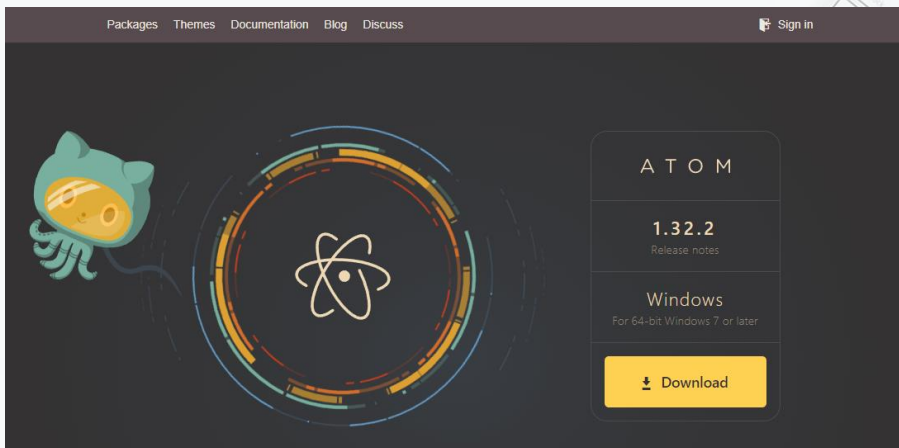 Packages Themes Documentation Blog Discuss Sign in
ATOM
1.32.2
Release notes
Windows
For 64-bit Windows 7 or later
Download